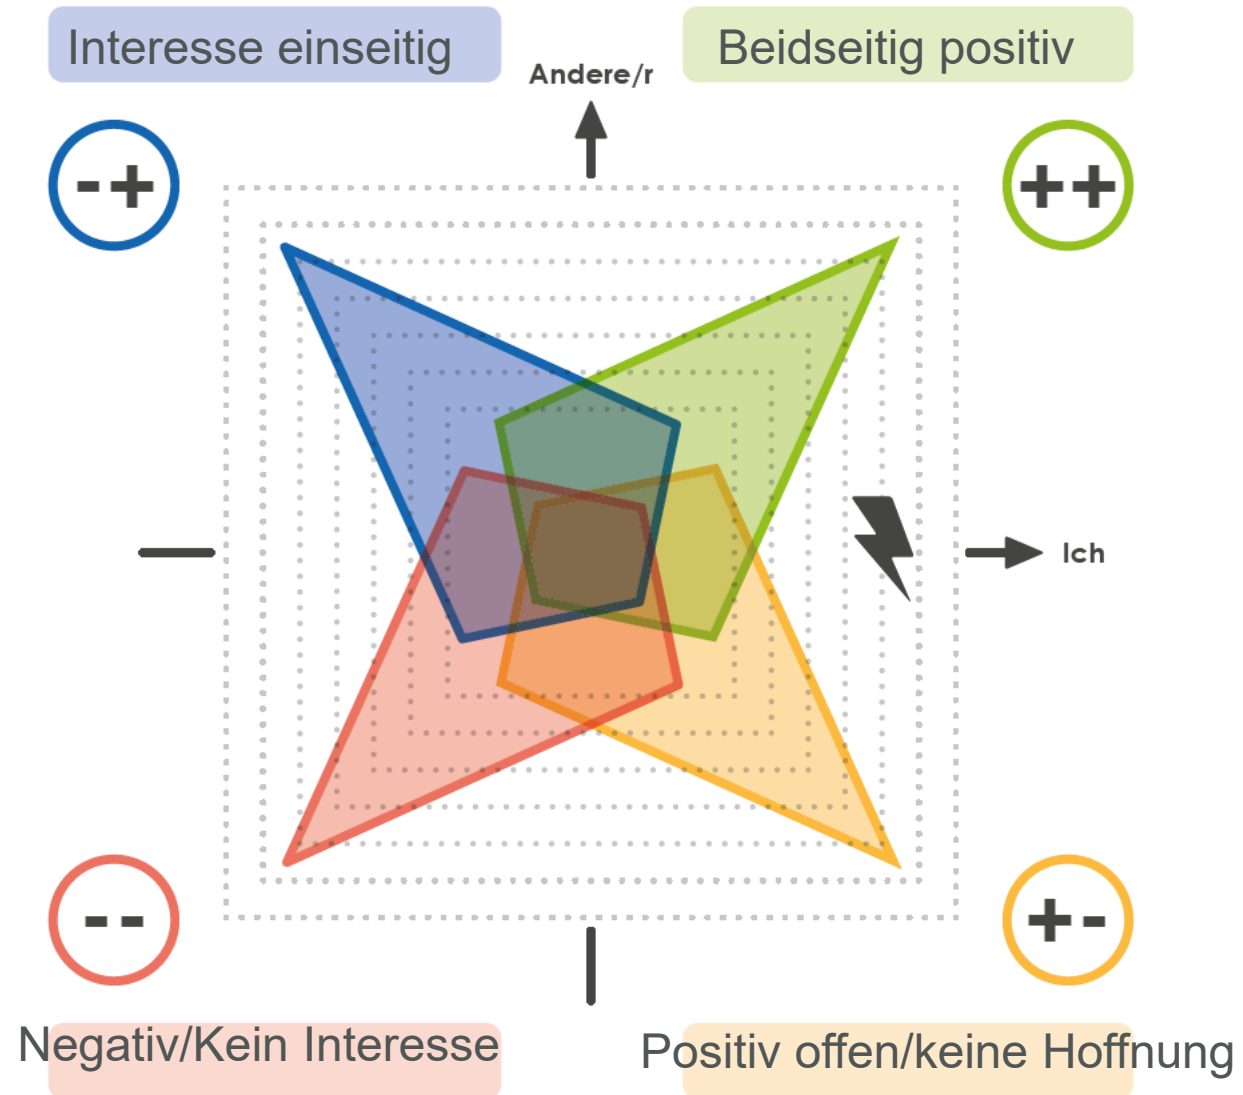 Interesse einseitig
Beidseitig positiv
Andere/r
-+
++
Ich
--
+-
Negativ/Kein Interesse
Positiv offen/keine Hoffnung